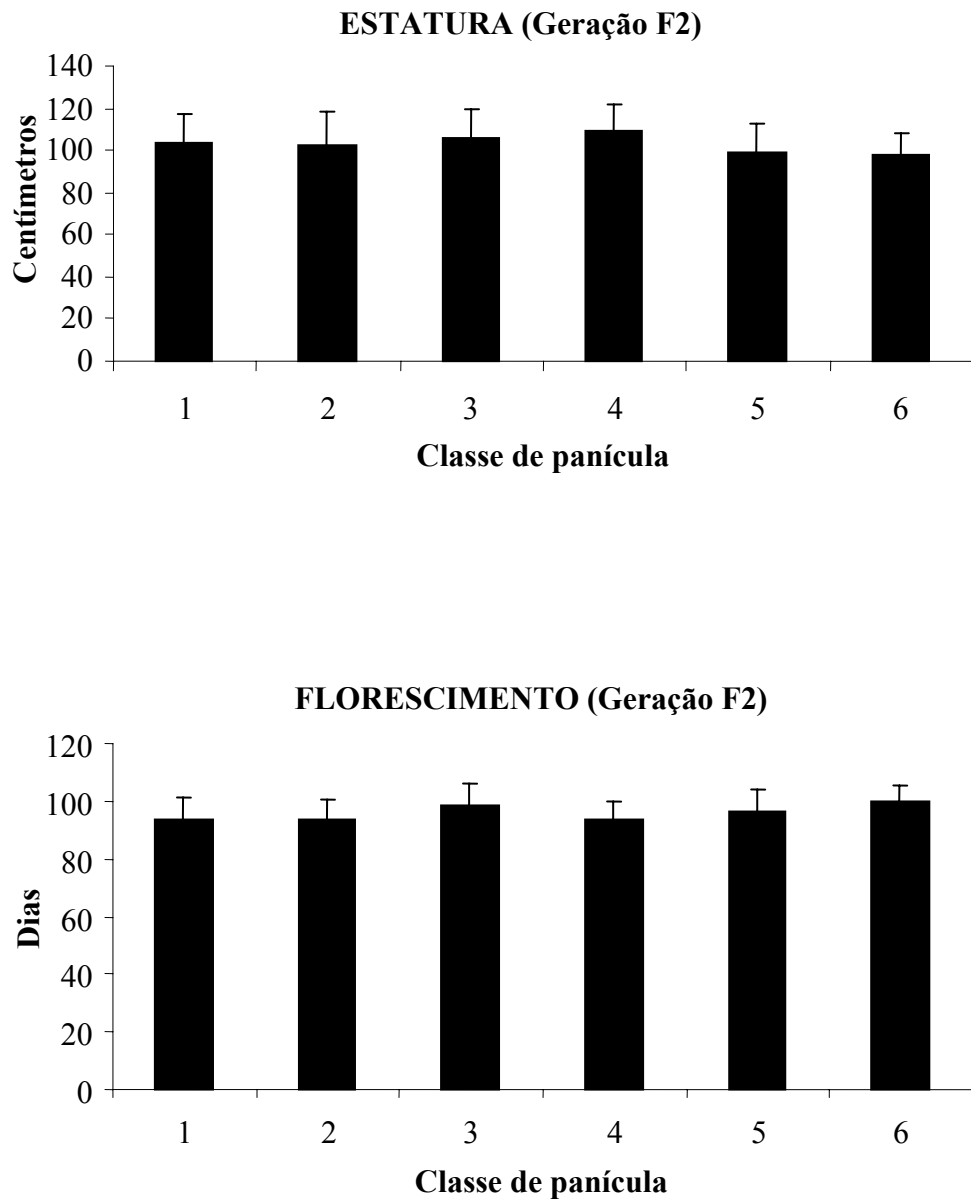 ESTATURA (Geração F2)
140
120
100
80
60
40
20
0
Centímetros
1 2 3 4 5 6
Classe de panícula
FLORESCIMENTO (Geração F2)
120
100
80
60
40
20
0
Dias
1 2 3 4 5 6
Classe de panícula